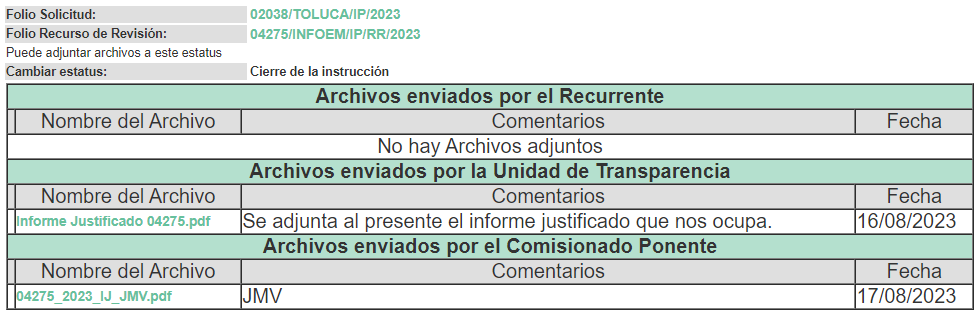 Folio Solicitud: 02038/TOLUCA/IP/2023
Folio Recurso de Revisión: 04275/INFOEM/IP/RR/2023
Puede adjuntar archivos a este estatus
Cambiar estatus: Cierre de la instrucción
Archivos enviados por el Recurrente
Nombre del Archivo Comentarios Fecha
No hay Archivos adjuntos
Archivos enviados por la Unidad de Transparencia
Nombre del Archivo Comentarios Fecha
Informe Justificado 04275.pdf Se adjunta al presente el informe justificado que nos ocupa. 16/08/2023
Archivos enviados por el Comisionado Ponente
Nombre del Archivo Comentarios Fecha
04275_2023_IJ_JMV.pdf JMV 17/08/2023